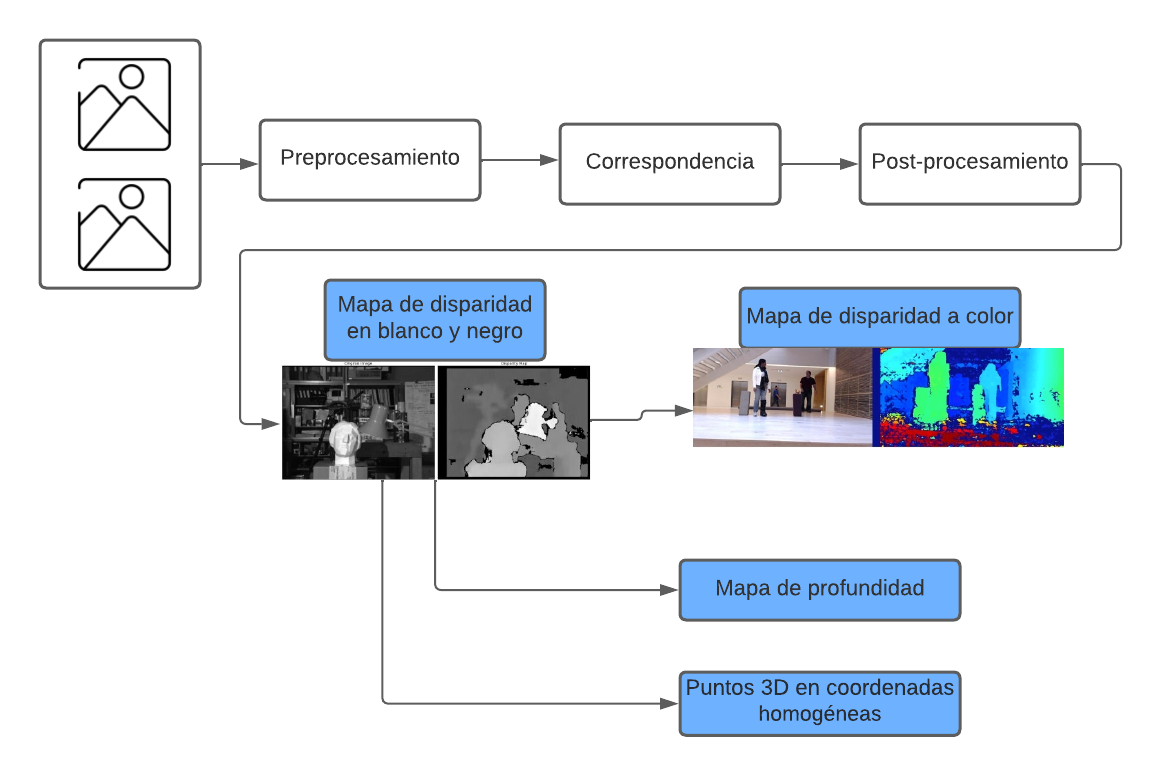 Preprocesamiento
Correspondencia
Post-procesamiento
Mapa de disparidad
en blanco y negro
Mapa de disparidad a color
Original Image
Disparity Map
Mapa de profundidad
Puntos 3D en coordenadas
homogéneas